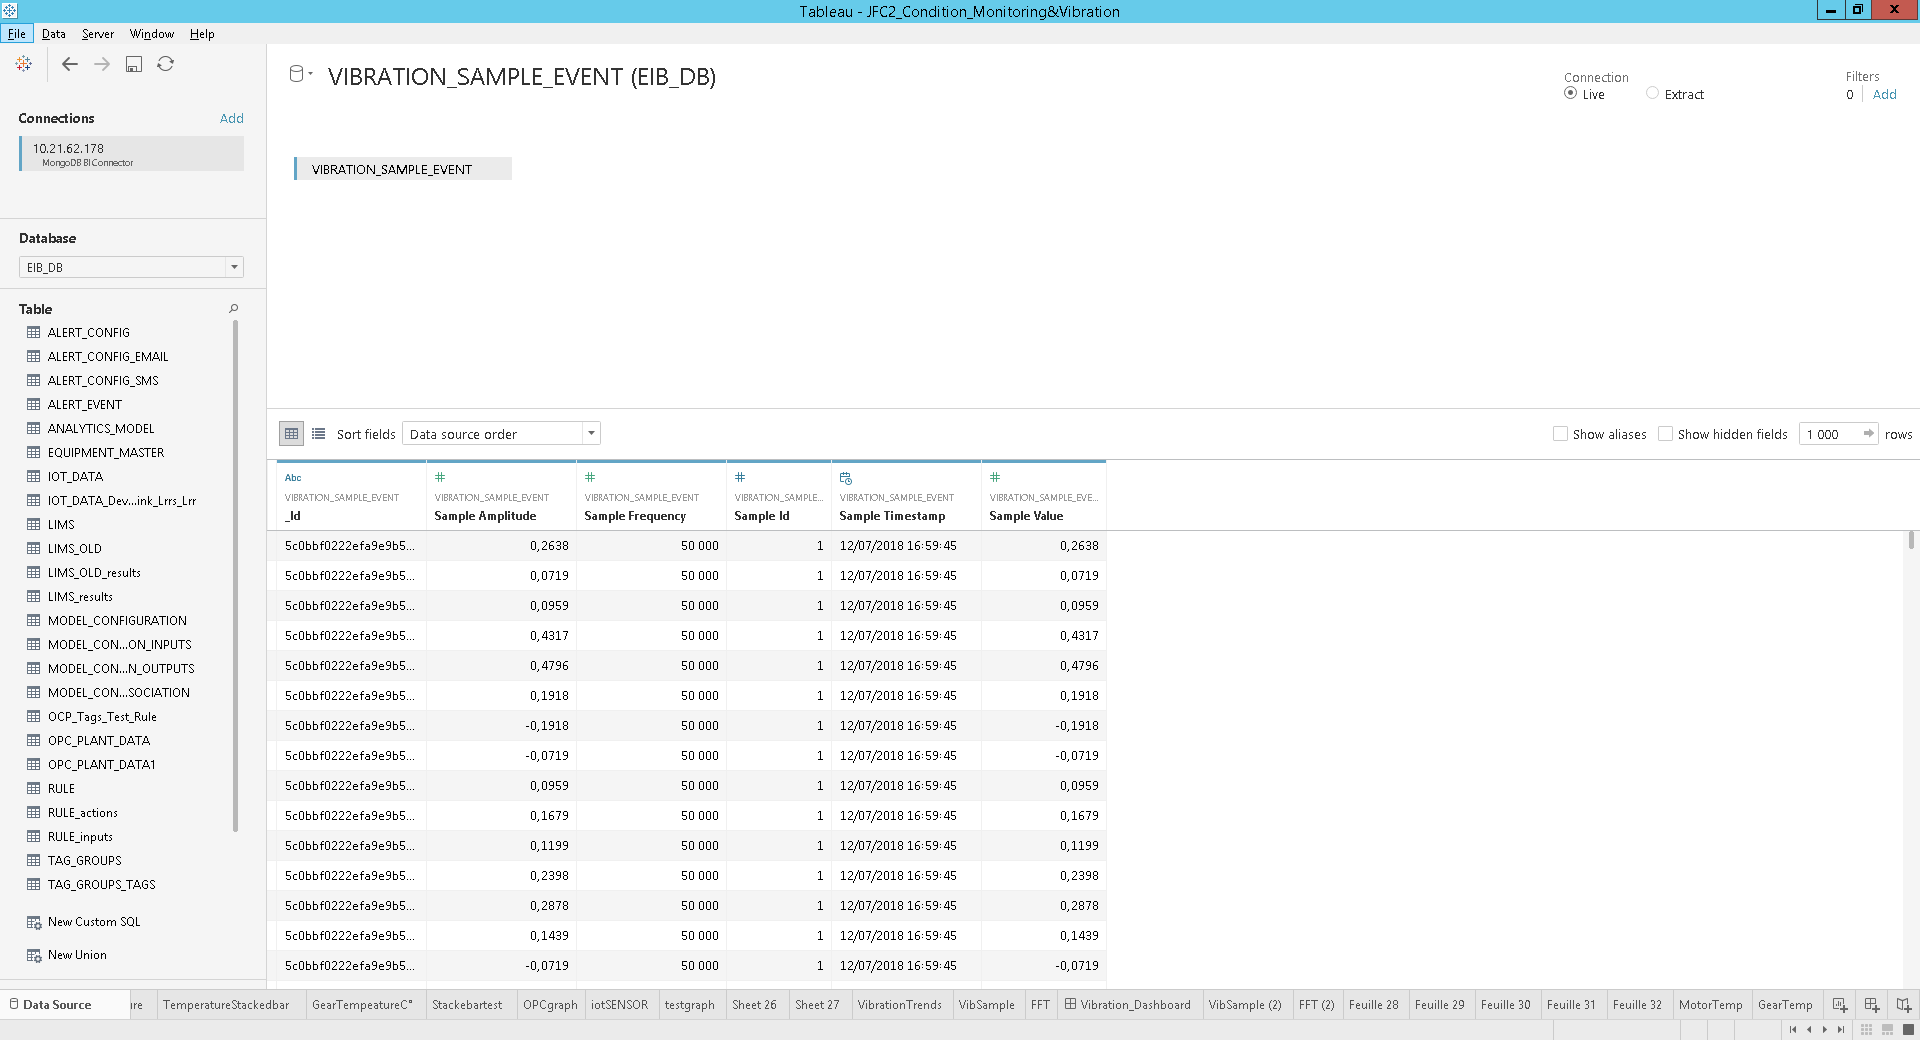 Tableau - JFC2_Condition_Monitoring&Vibration
File Data Server Window Help
Connections Add
10.21.62.178
MongoDB BI Connector
Database
EIB_DB
Table
ALERT_CONFIG
ALERT_CONFIG_EMAIL
ALERT_CONFIG_SMS
ALERT_EVENT
ANALYTICS_MODEL
EQUIPMENT_MASTER
IOT_DATA
IOT_DATA_Dev...ink_Lrrs_Lrr
LIMS
LIMS_OLD
LIMS_OLD_results
LIMS_results
MODEL_CONFIGURATION
MODEL_CON...ON_INPUTS
MODEL_CON...N_OUTPUTS
MODEL_CON...SOCIATION
OCP_Tags_Test_Rule
OPC_PLANT_DATA
OPC_PLANT_DATA1
RULE
RULE_actions
RULE_inputs
TAG_GROUPS
TAG_GROUPS_TAGS
New Custom SQL
New Union
VIBRATION_SAMPLE_EVENT (EIB_DB)
Connection
Live Extract
Filters
0 Add
VIBRATION_SAMPLE_EVENT
Sort fields Data source order Show aliases Show hidden fields 1 000 rows
Abc # # # #
VIBRATION_SAMPLE_EVENT VIBRATION_SAMPLE_EVENT VIBRATION_SAMPLE_EVENT VIBRATION_SAMPLE... VIBRATION_SAMPLE_EVENT VIBRATION_SAMPLE_EVE...
_Id Sample Amplitude Sample Frequency Sample Id Sample Timestamp Sample Value
5c0bbf0222efa9e9b5... 0,2638 50 000 1 12/07/2018 16:59:45 0,2638
5c0bbf0222efa9e9b5... 0,0719 50 000 1 12/07/2018 16:59:45 0,0719
5c0bbf0222efa9e9b5... 0,0959 50 000 1 12/07/2018 16:59:45 0,0959
5c0bbf0222efa9e9b5... 0,4317 50 000 1 12/07/2018 16:59:45 0,4317
5c0bbf0222efa9e9b5... 0,4796 50 000 1 12/07/2018 16:59:45 0,4796
5c0bbf0222efa9e9b5... 0,1918 50 000 1 12/07/2018 16:59:45 0,1918
5c0bbf0222efa9e9b5... -0,1918 50 000 1 12/07/2018 16:59:45 -0,1918
5c0bbf0222efa9e9b5... -0,0719 50 000 1 12/07/2018 16:59:45 -0,0719
5c0bbf0222efa9e9b5... 0,0959 50 000 1 12/07/2018 16:59:45 0,0959
5c0bbf0222efa9e9b5... 0,1679 50 000 1 12/07/2018 16:59:45 0,1679
5c0bbf0222efa9e9b5... 0,1199 50 000 1 12/07/2018 16:59:45 0,1199
5c0bbf0222efa9e9b5... 0,2398 50 000 1 12/07/2018 16:59:45 0,2398
5c0bbf0222efa9e9b5... 0,2878 50 000 1 12/07/2018 16:59:45 0,2878
5c0bbf0222efa9e9b5... 0,1439 50 000 1 12/07/2018 16:59:45 0,1439
5c0bbf0222efa9e9b5... -0,0719 50 000 1 12/07/2018 16:59:45 -0,0719
Data Source re TemperatureStackedbar GearTempeatureC° Stackebartest OPCgraph iotSENSOR testgraph Sheet 26 Sheet 27 VibrationTrends VibSample FFT Vibration_Dashboard VibSample (2) FFT (2) Feuille 28 Feuille 29 Feuille 30 Feuille 31 Feuille 32 MotorTemp GearTemp